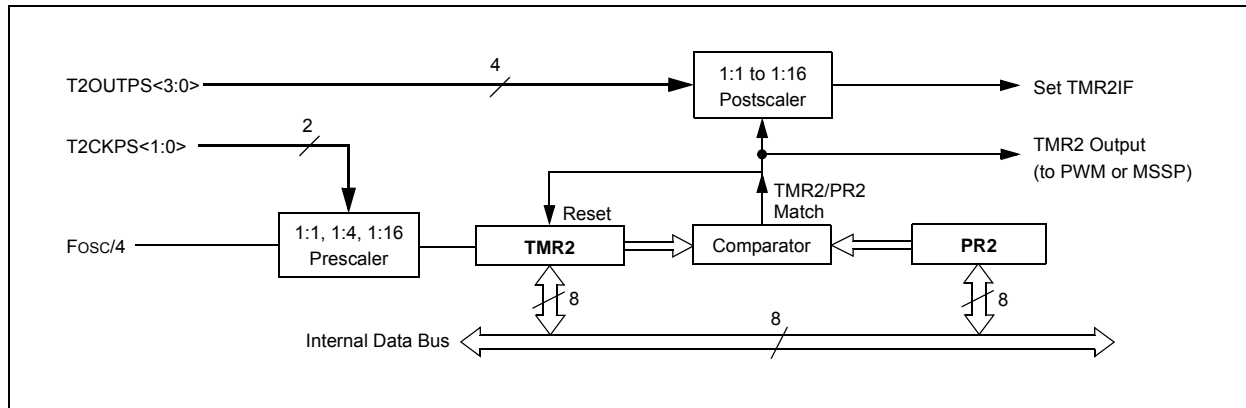 T2OUTPS<3:0>
4
1:1 to 1:16
Postscaler
Set TMR2IF
T2CKPS<1:0>
2
TMR2 Output
(to PWM or MSSP)
TMR2/PR2
Match
Reset
FOSC/4
1:1, 1:4, 1:16
Prescaler
TMR2
Comparator
PR2
8
8
Internal Data Bus
8